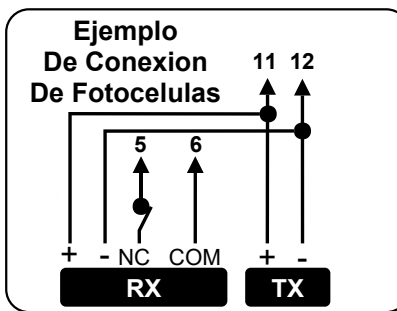 Ejemplo
De Conexion
De Fotocelulas
11 12
5 6
+ - NC COM + -
RX TX